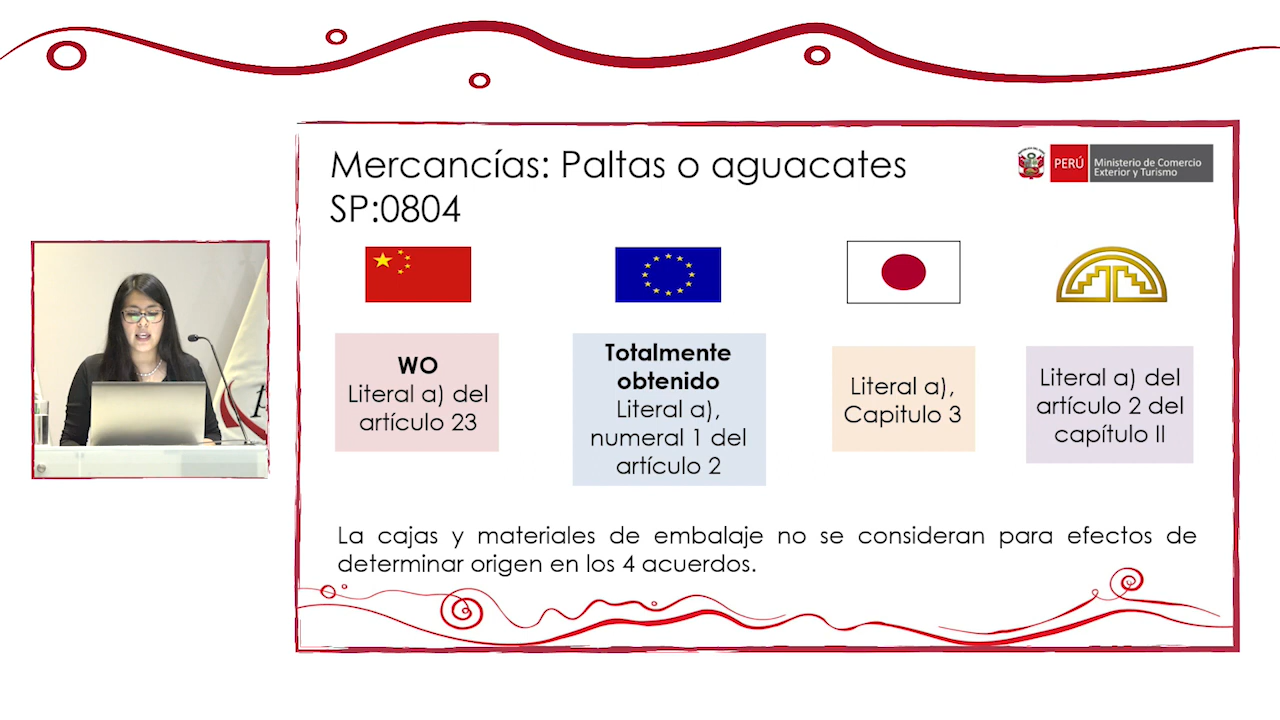 Mercancías: Paltas o aguacates
SP:0804
PERÚ
Ministerio de Comercio
Exterior y Turismo
WO
Literal a) del
artículo 23
Totalmente
obtenido
Literal a),
numeral 1 del
artículo 2
Literal a),
Capitulo 3
Literal a) del
artículo 2 del
capítulo II
La cajas y materiales de embalaje no se consideran para efectos de
determinar origen en los 4 acuerdos.